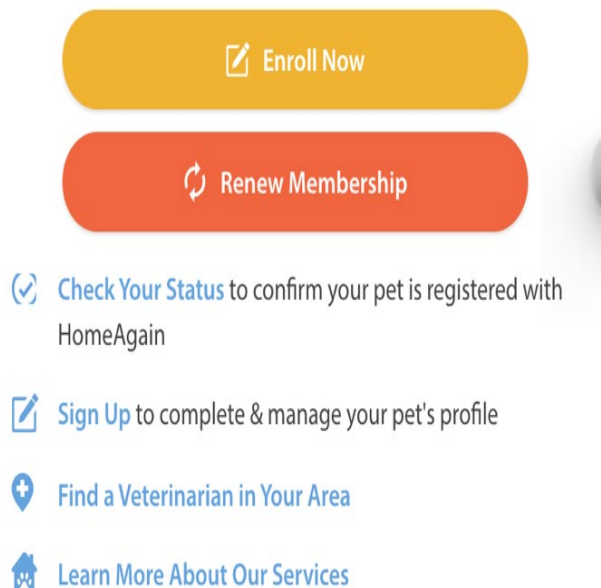 Enroll Now
Renew Membership
Check Your Status to confirm your pet is registered with
HomeAgain
Sign Up to complete & manage your pet's profile
Find a Veterinarian in Your Area
Learn More About Our Services